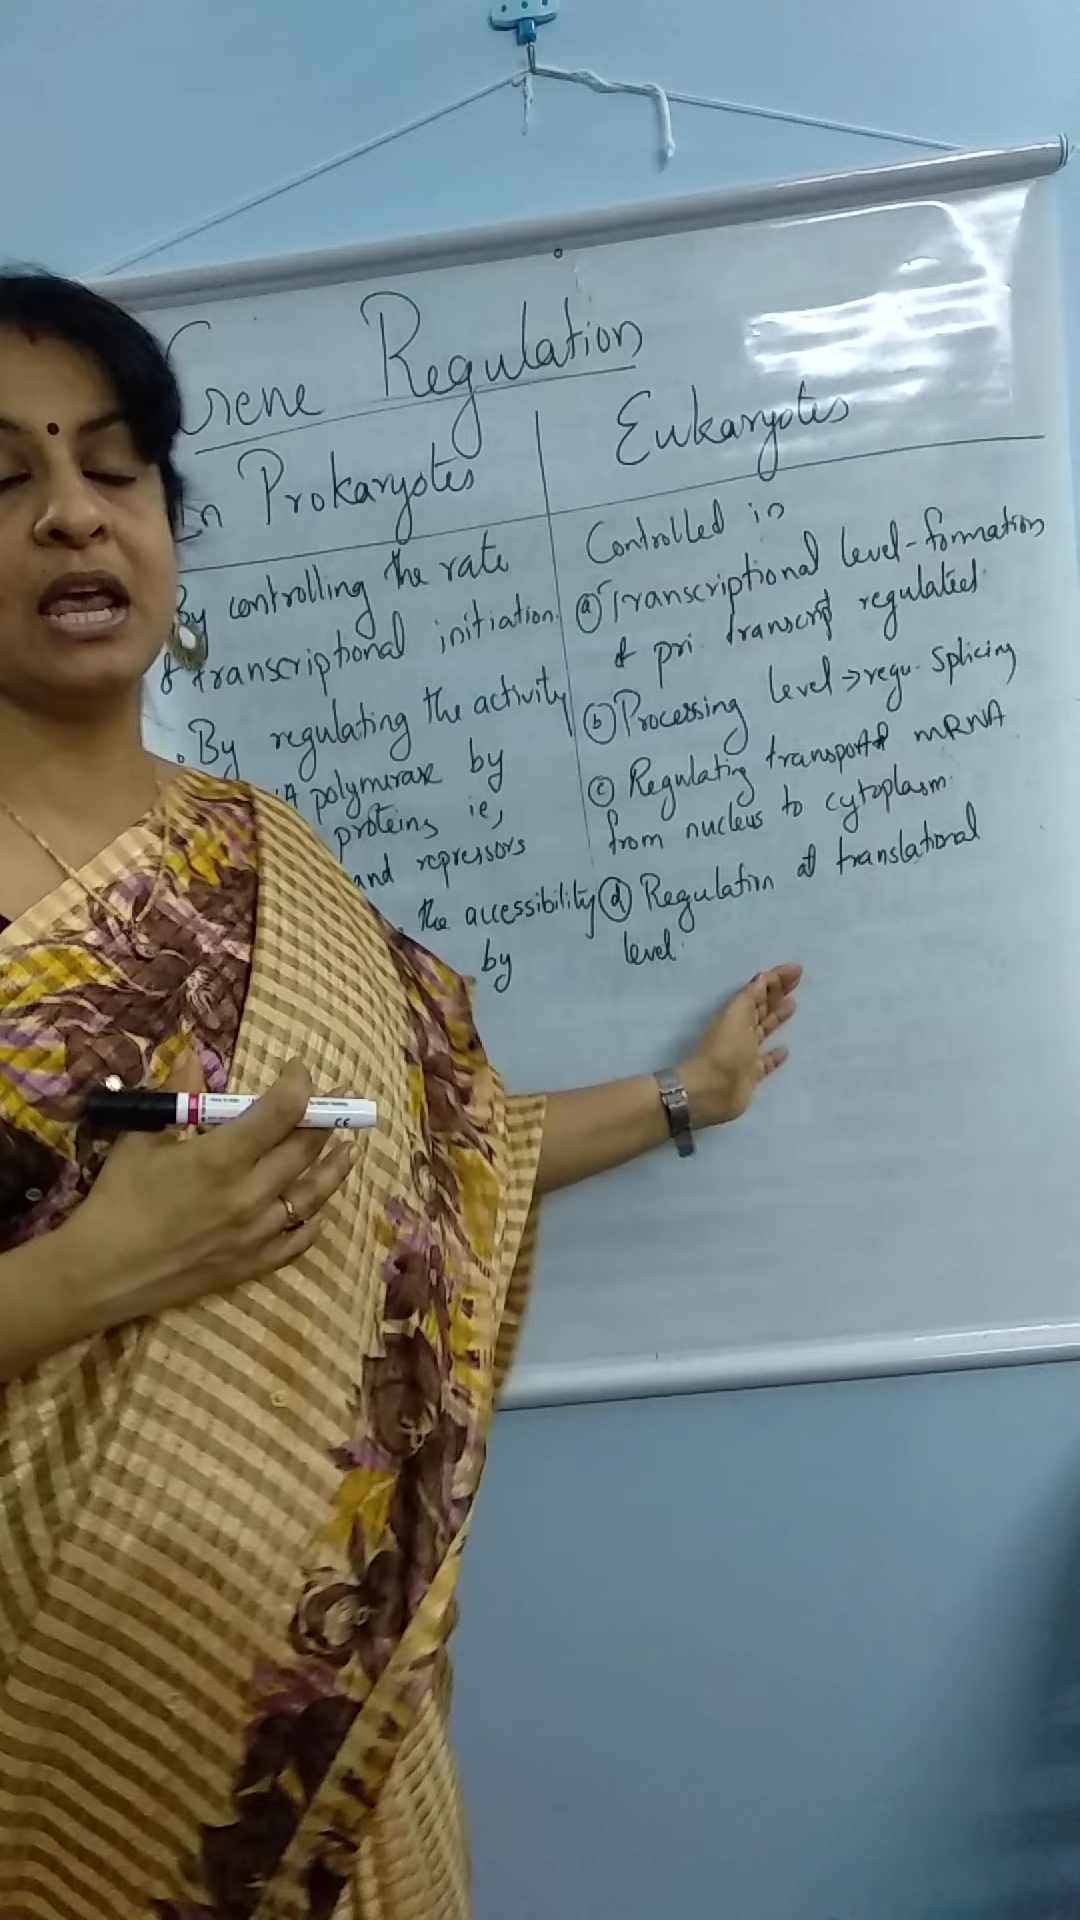 Gene Regulation
In Prokaryotes
By controlling the rate
of transcriptional initiation.
• By regulating the activity
polymerase by
proteins ie,
and repressors
the accessibility
by
Eukaryotes
Controlled in
(a) Transcriptional level-formation
of pri. transcript regulated.
(b) Processing level→regu. Splicing
(c) Regulating transport of mRNA
from nucleus to cytoplasm.
(d) Regulation at translational
level.
CE